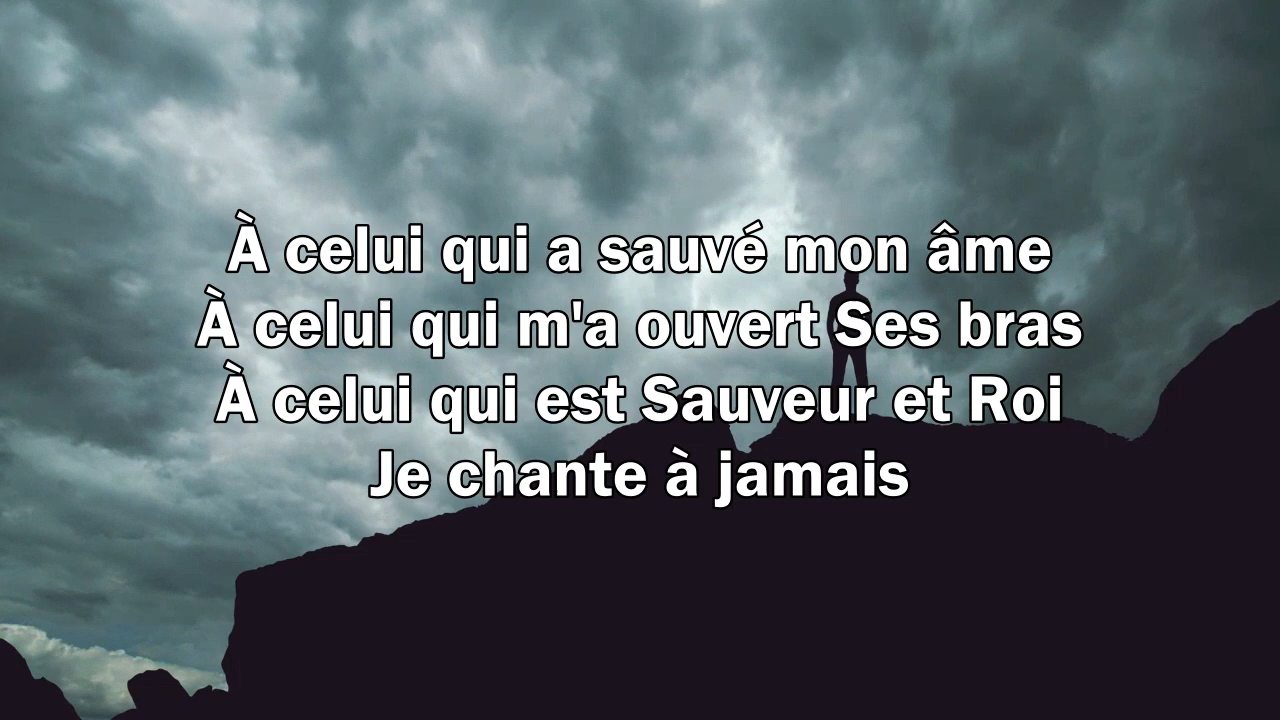 À celui qui a sauvé mon âme
À celui qui m'a ouvert Ses bras
À celui qui est Sauveur et Roi
Je chante à jamais